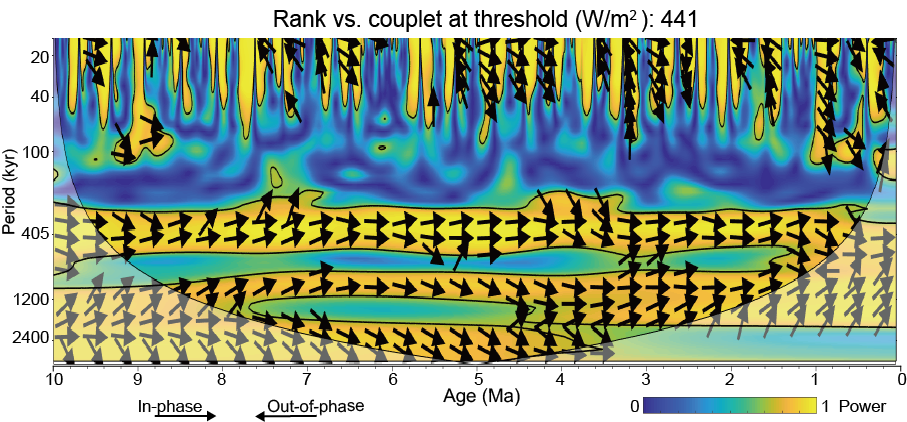 Rank vs. couplet at threshold (W/m²): 441
20
40
100
405
1200
2400
Period (kyr)
10 9 8 7 6 5 4 3 2 1 0
Age (Ma)
In-phase Out-of-phase
0 1 Power